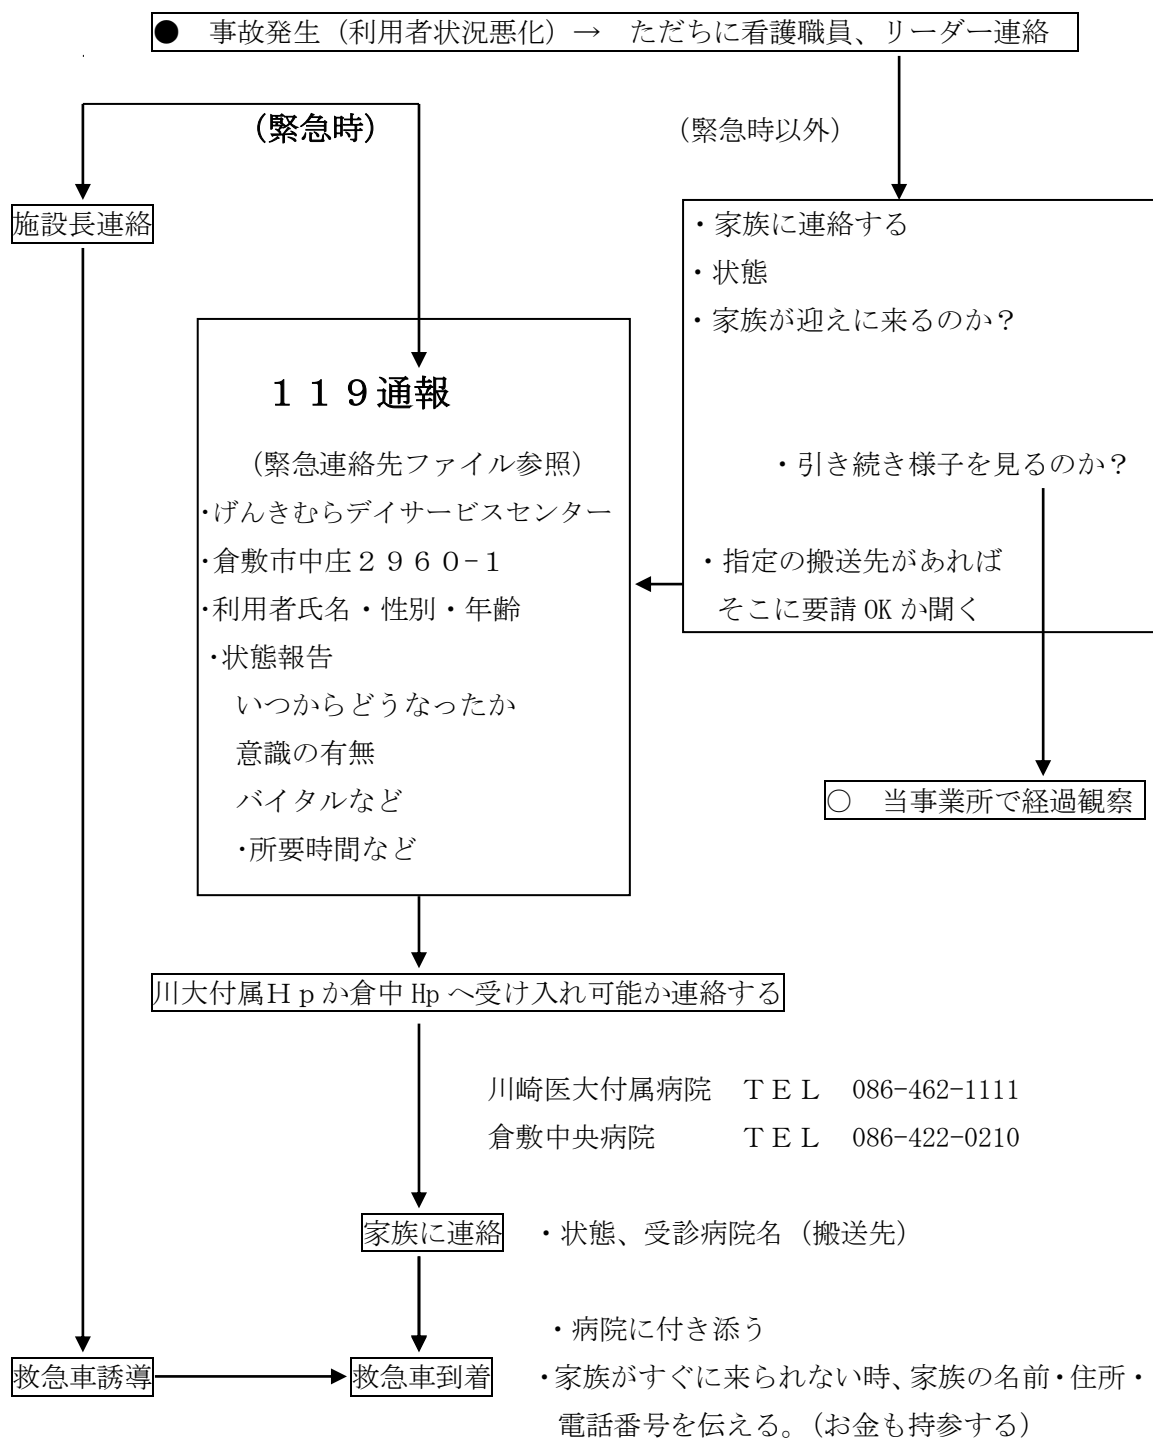 ● 事故発生（利用者状況悪化）→ ただちに看護職員、リーダー連絡
（緊急時）
（緊急時以外）
施設長連絡
・家族に連絡する
・状態
・家族が迎えに来るのか？
・引き続き様子を見るのか？
・指定の搬送先があれば
そこに要請 OK か聞く
１１９通報
（緊急連絡先ファイル参照）
・げんきむらデイサービスセンター
・倉敷市中庄２９６０－１
・利用者氏名・性別・年齢
・状態報告
いつからどうなったか
意識の有無
バイタルなど
・所要時間など
○ 当事業所で経過観察
川大付属Ｈｐか倉中 Hp へ受け入れ可能か連絡する
川崎医大付属病院 ＴＥＬ 086-462-1111
倉敷中央病院 ＴＥＬ 086-422-0210
家族に連絡 ・状態、受診病院名（搬送先）
・病院に付き添う
救急車誘導 救急車到着 ・家族がすぐに来られない時、家族の名前・住所・
電話番号を伝える。（お金も持参する）